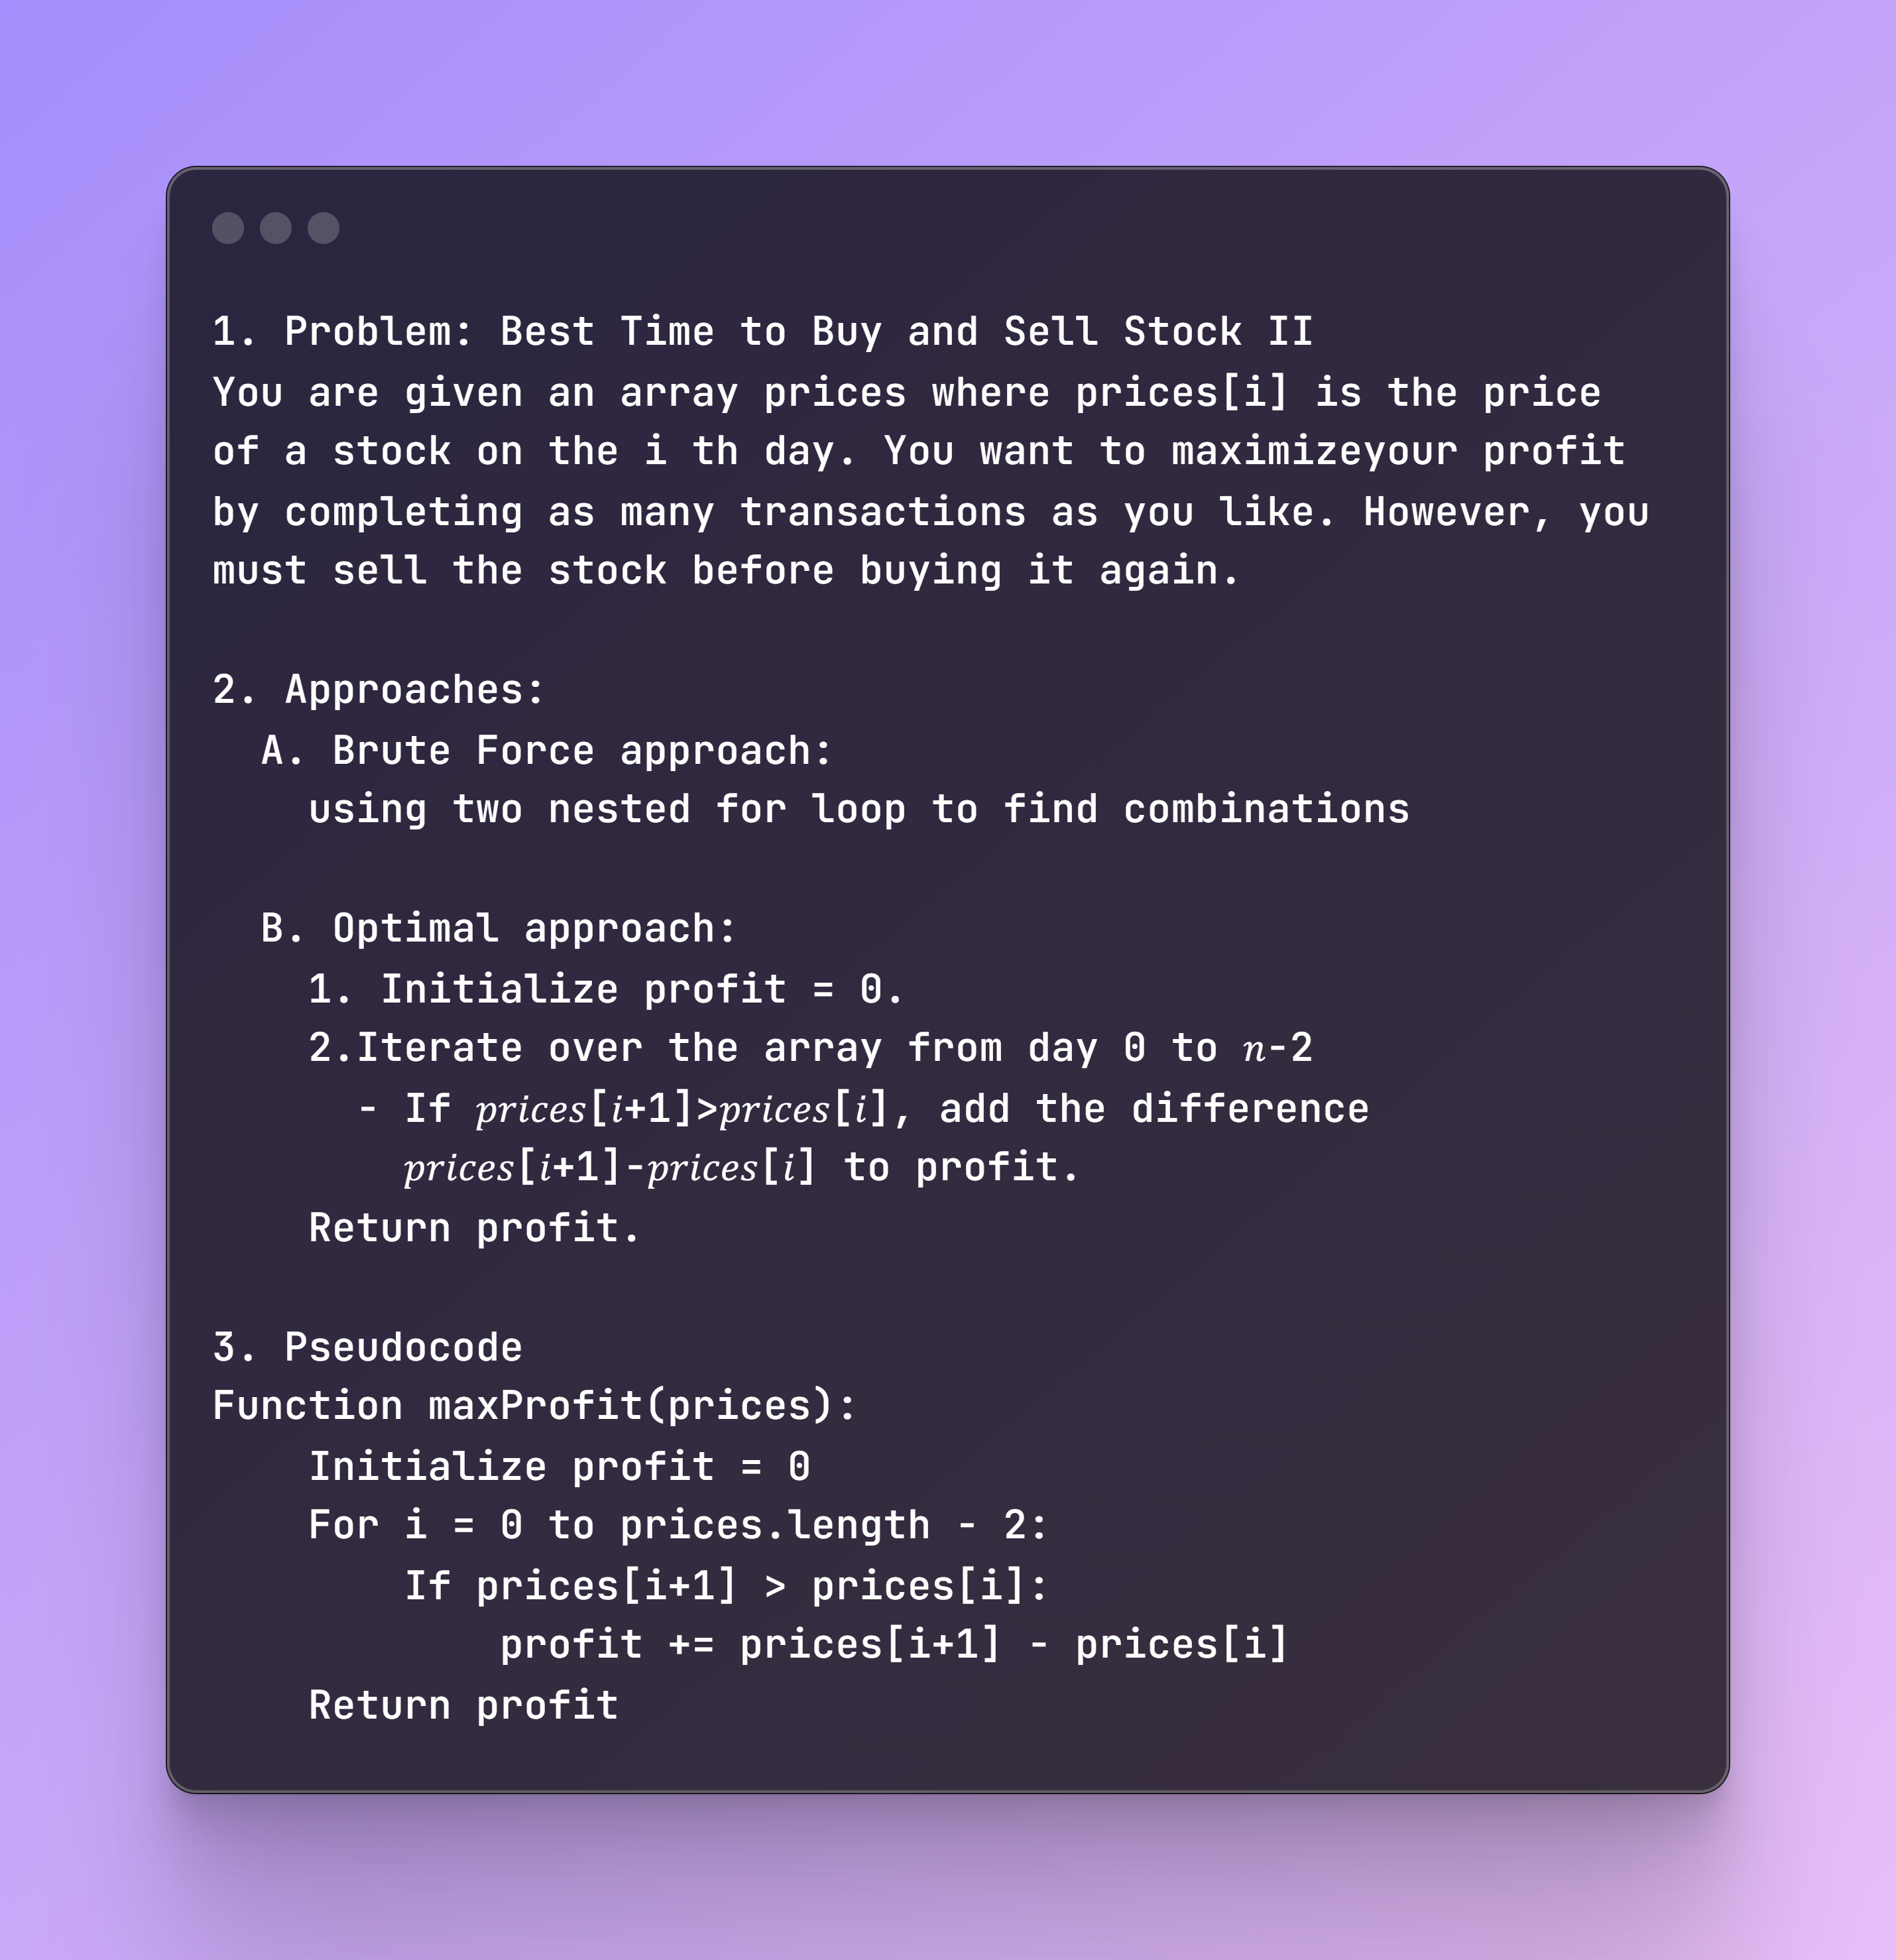 1. Problem: Best Time to Buy and Sell Stock II
You are given an array prices where prices[i] is the price
of a stock on the i th day. You want to maximizeyour profit
by completing as many transactions as you like. However, you
must sell the stock before buying it again.
2. Approaches:
A. Brute Force approach:
using two nested for loop to find combinations
B. Optimal approach:
1. Initialize profit = 0.
2.Iterate over the array from day 0 to 𝑛-2
- If 𝑝𝑟𝑖𝑐𝑒𝑠[𝑖+1]>𝑝𝑟𝑖𝑐𝑒𝑠[𝑖], add the difference
𝑝𝑟𝑖𝑐𝑒𝑠[𝑖+1]-𝑝𝑟𝑖𝑐𝑒𝑠[𝑖] to profit.
Return profit.
3. Pseudocode
Function maxProfit(prices):
Initialize profit = 0
For i = 0 to prices.length - 2:
If prices[i+1] > prices[i]:
profit += prices[i+1] - prices[i]
Return profit